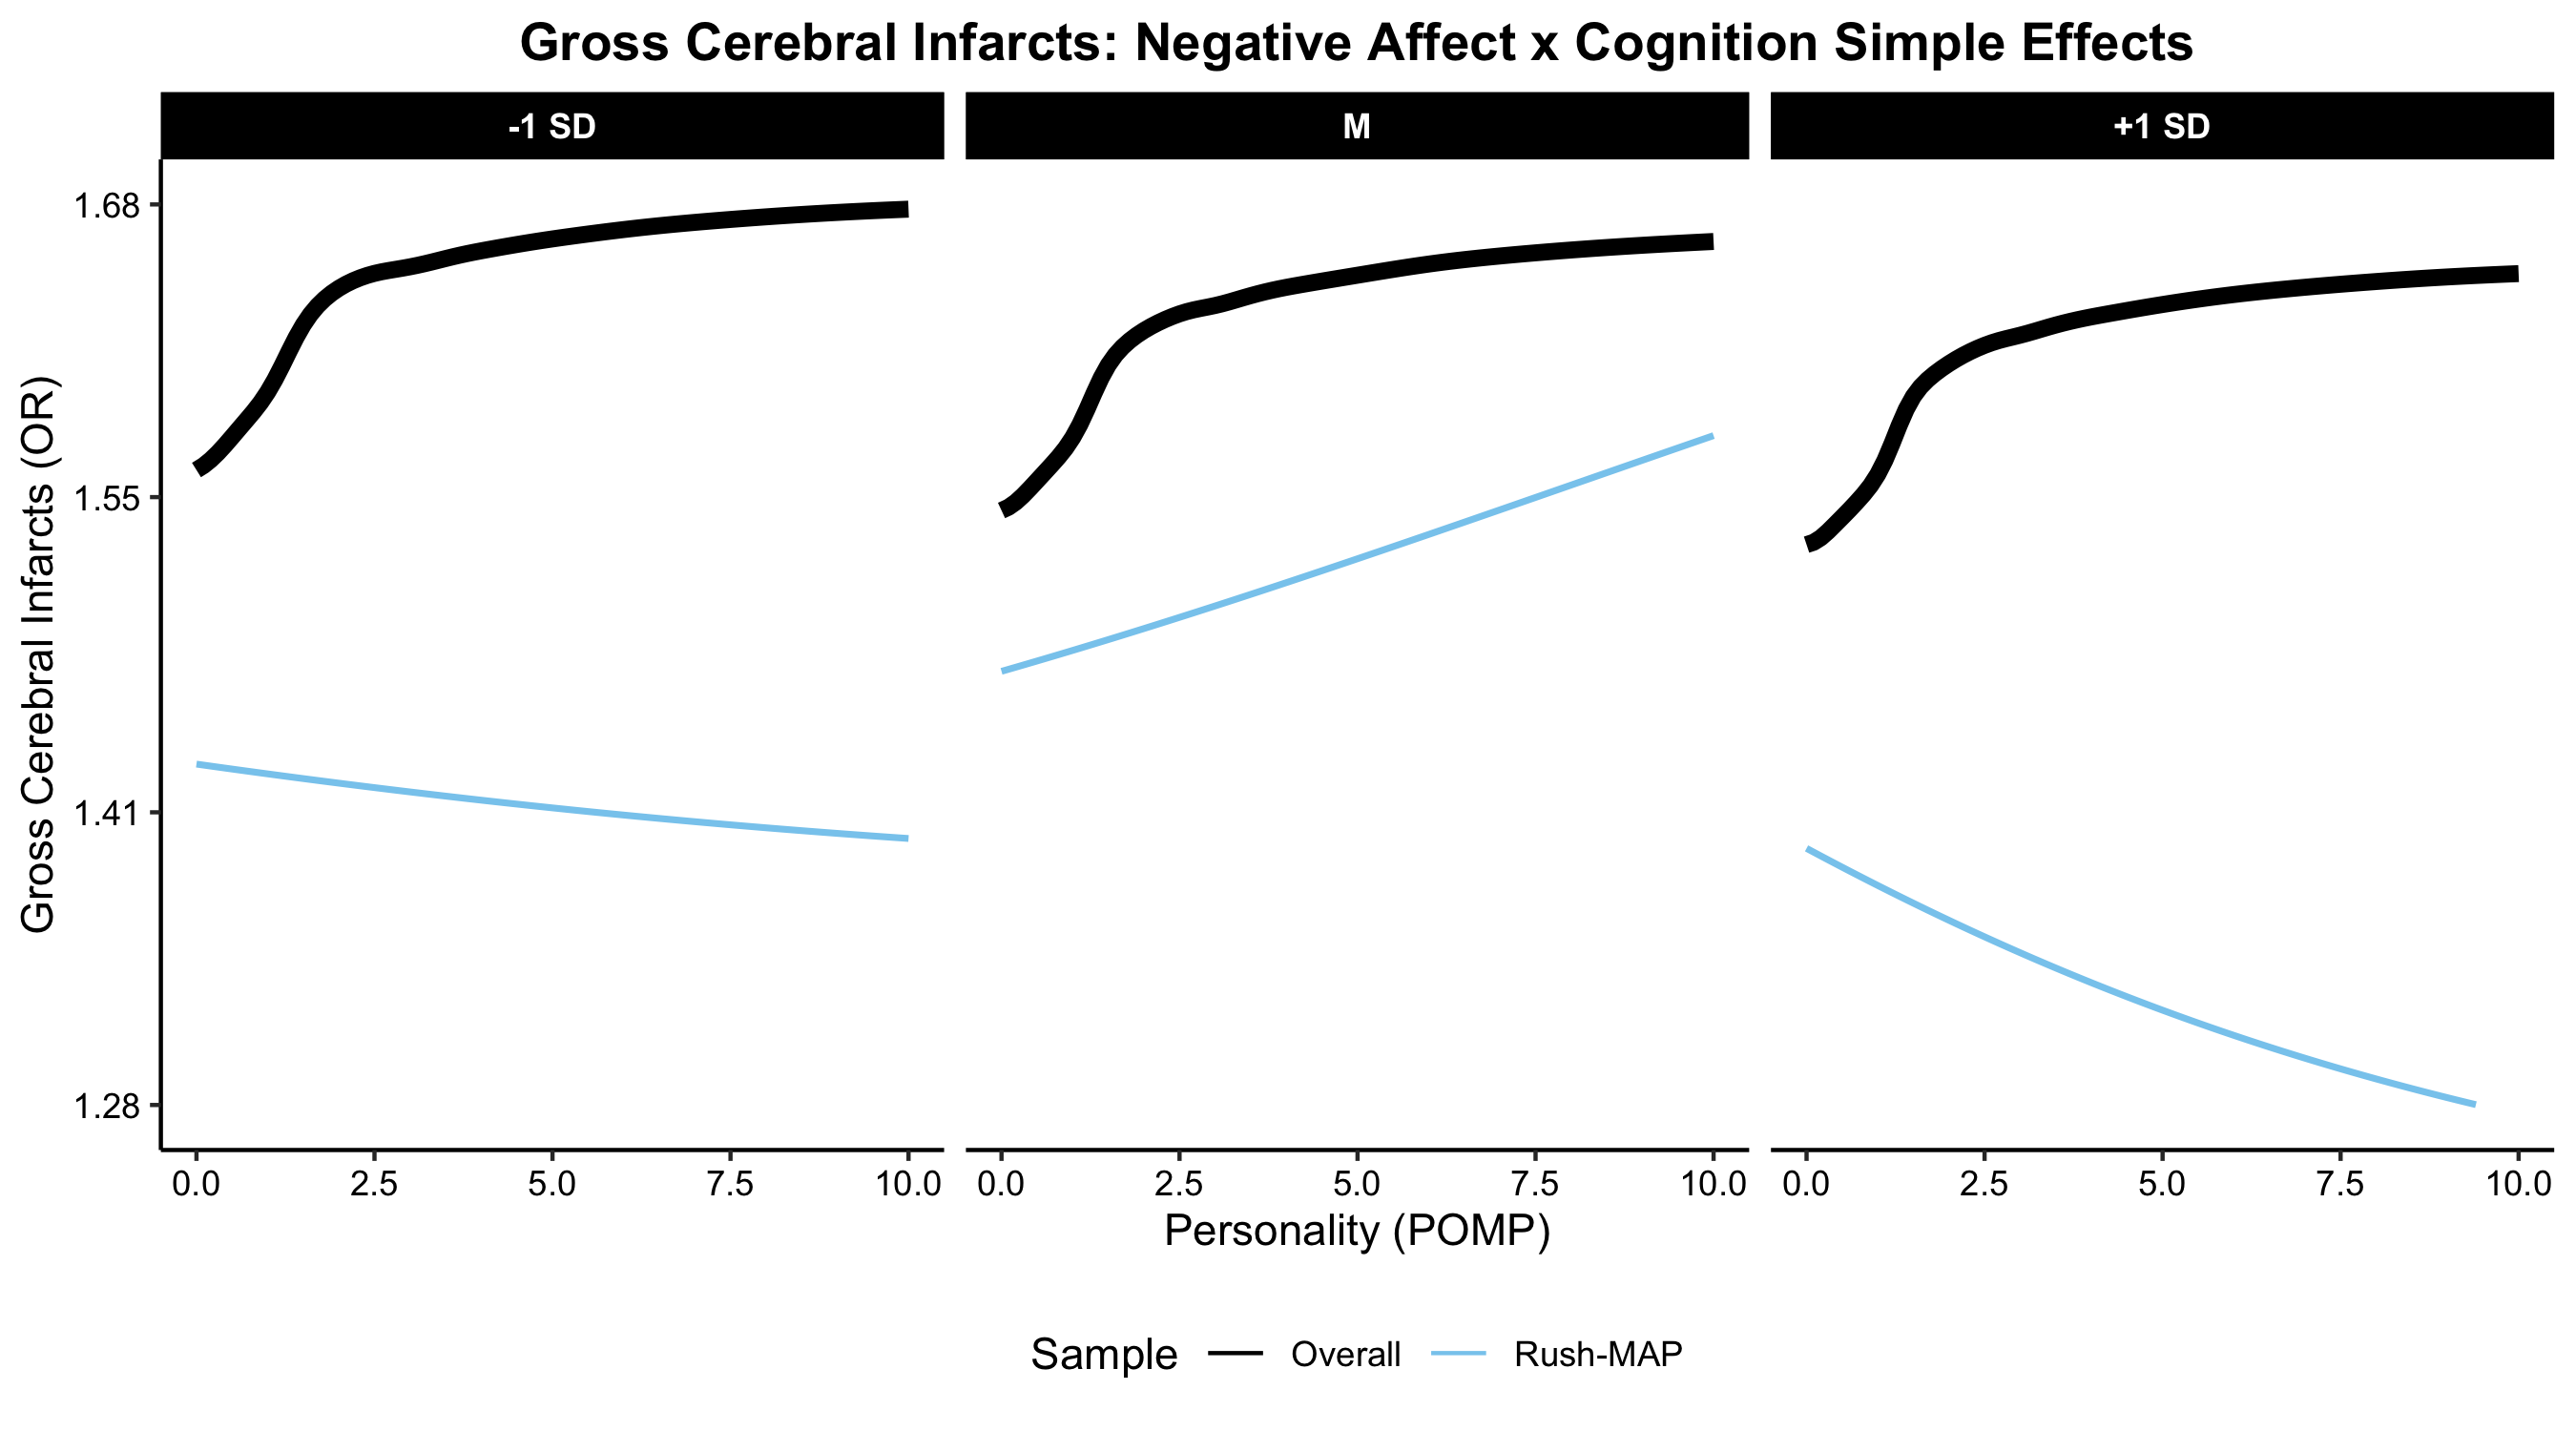 Gross Cerebral Infarcts: Negative Affect x Cognition Simple Effects
-1 SD
M
+1 SD
Gross Cerebral Infarcts (OR)
1.68
1.55
1.41
1.28
0.0 2.5 5.0 7.5 10.0
0.0 2.5 5.0 7.5 10.0
0.0 2.5 5.0 7.5 10.0
Personality (POMP)
Sample Overall Rush-MAP